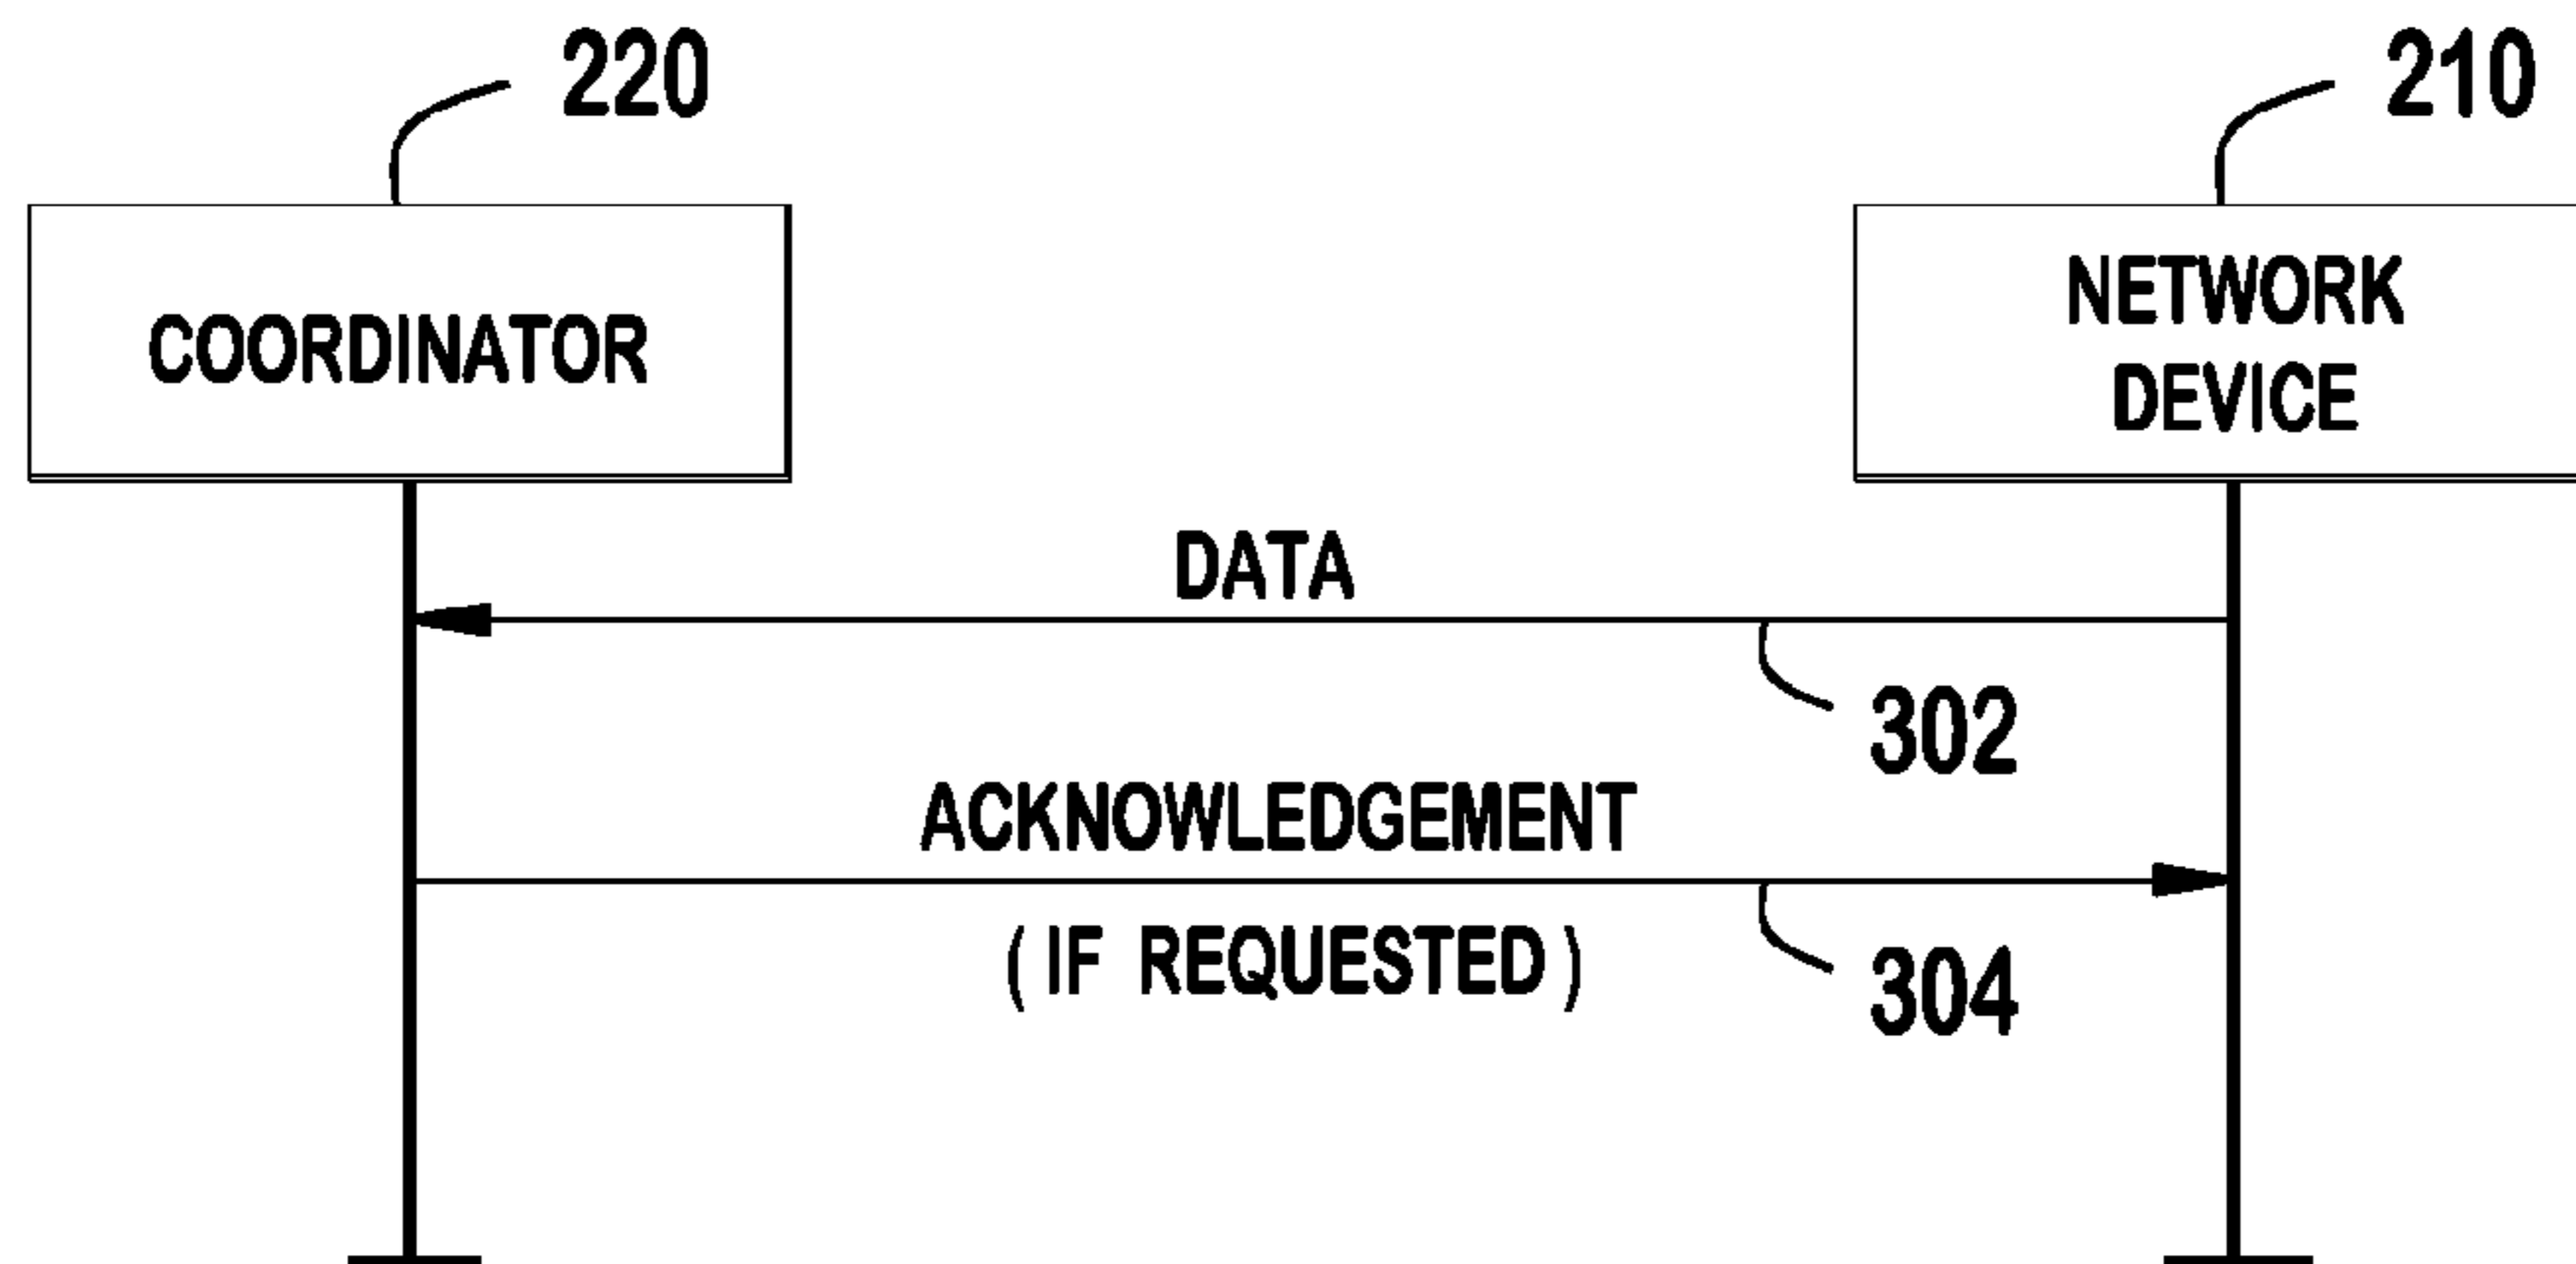 220
210
COORDINATOR
NETWORK
DEVICE
DATA
302
ACKNOWLEDGEMENT
( IF REQUESTED )
304